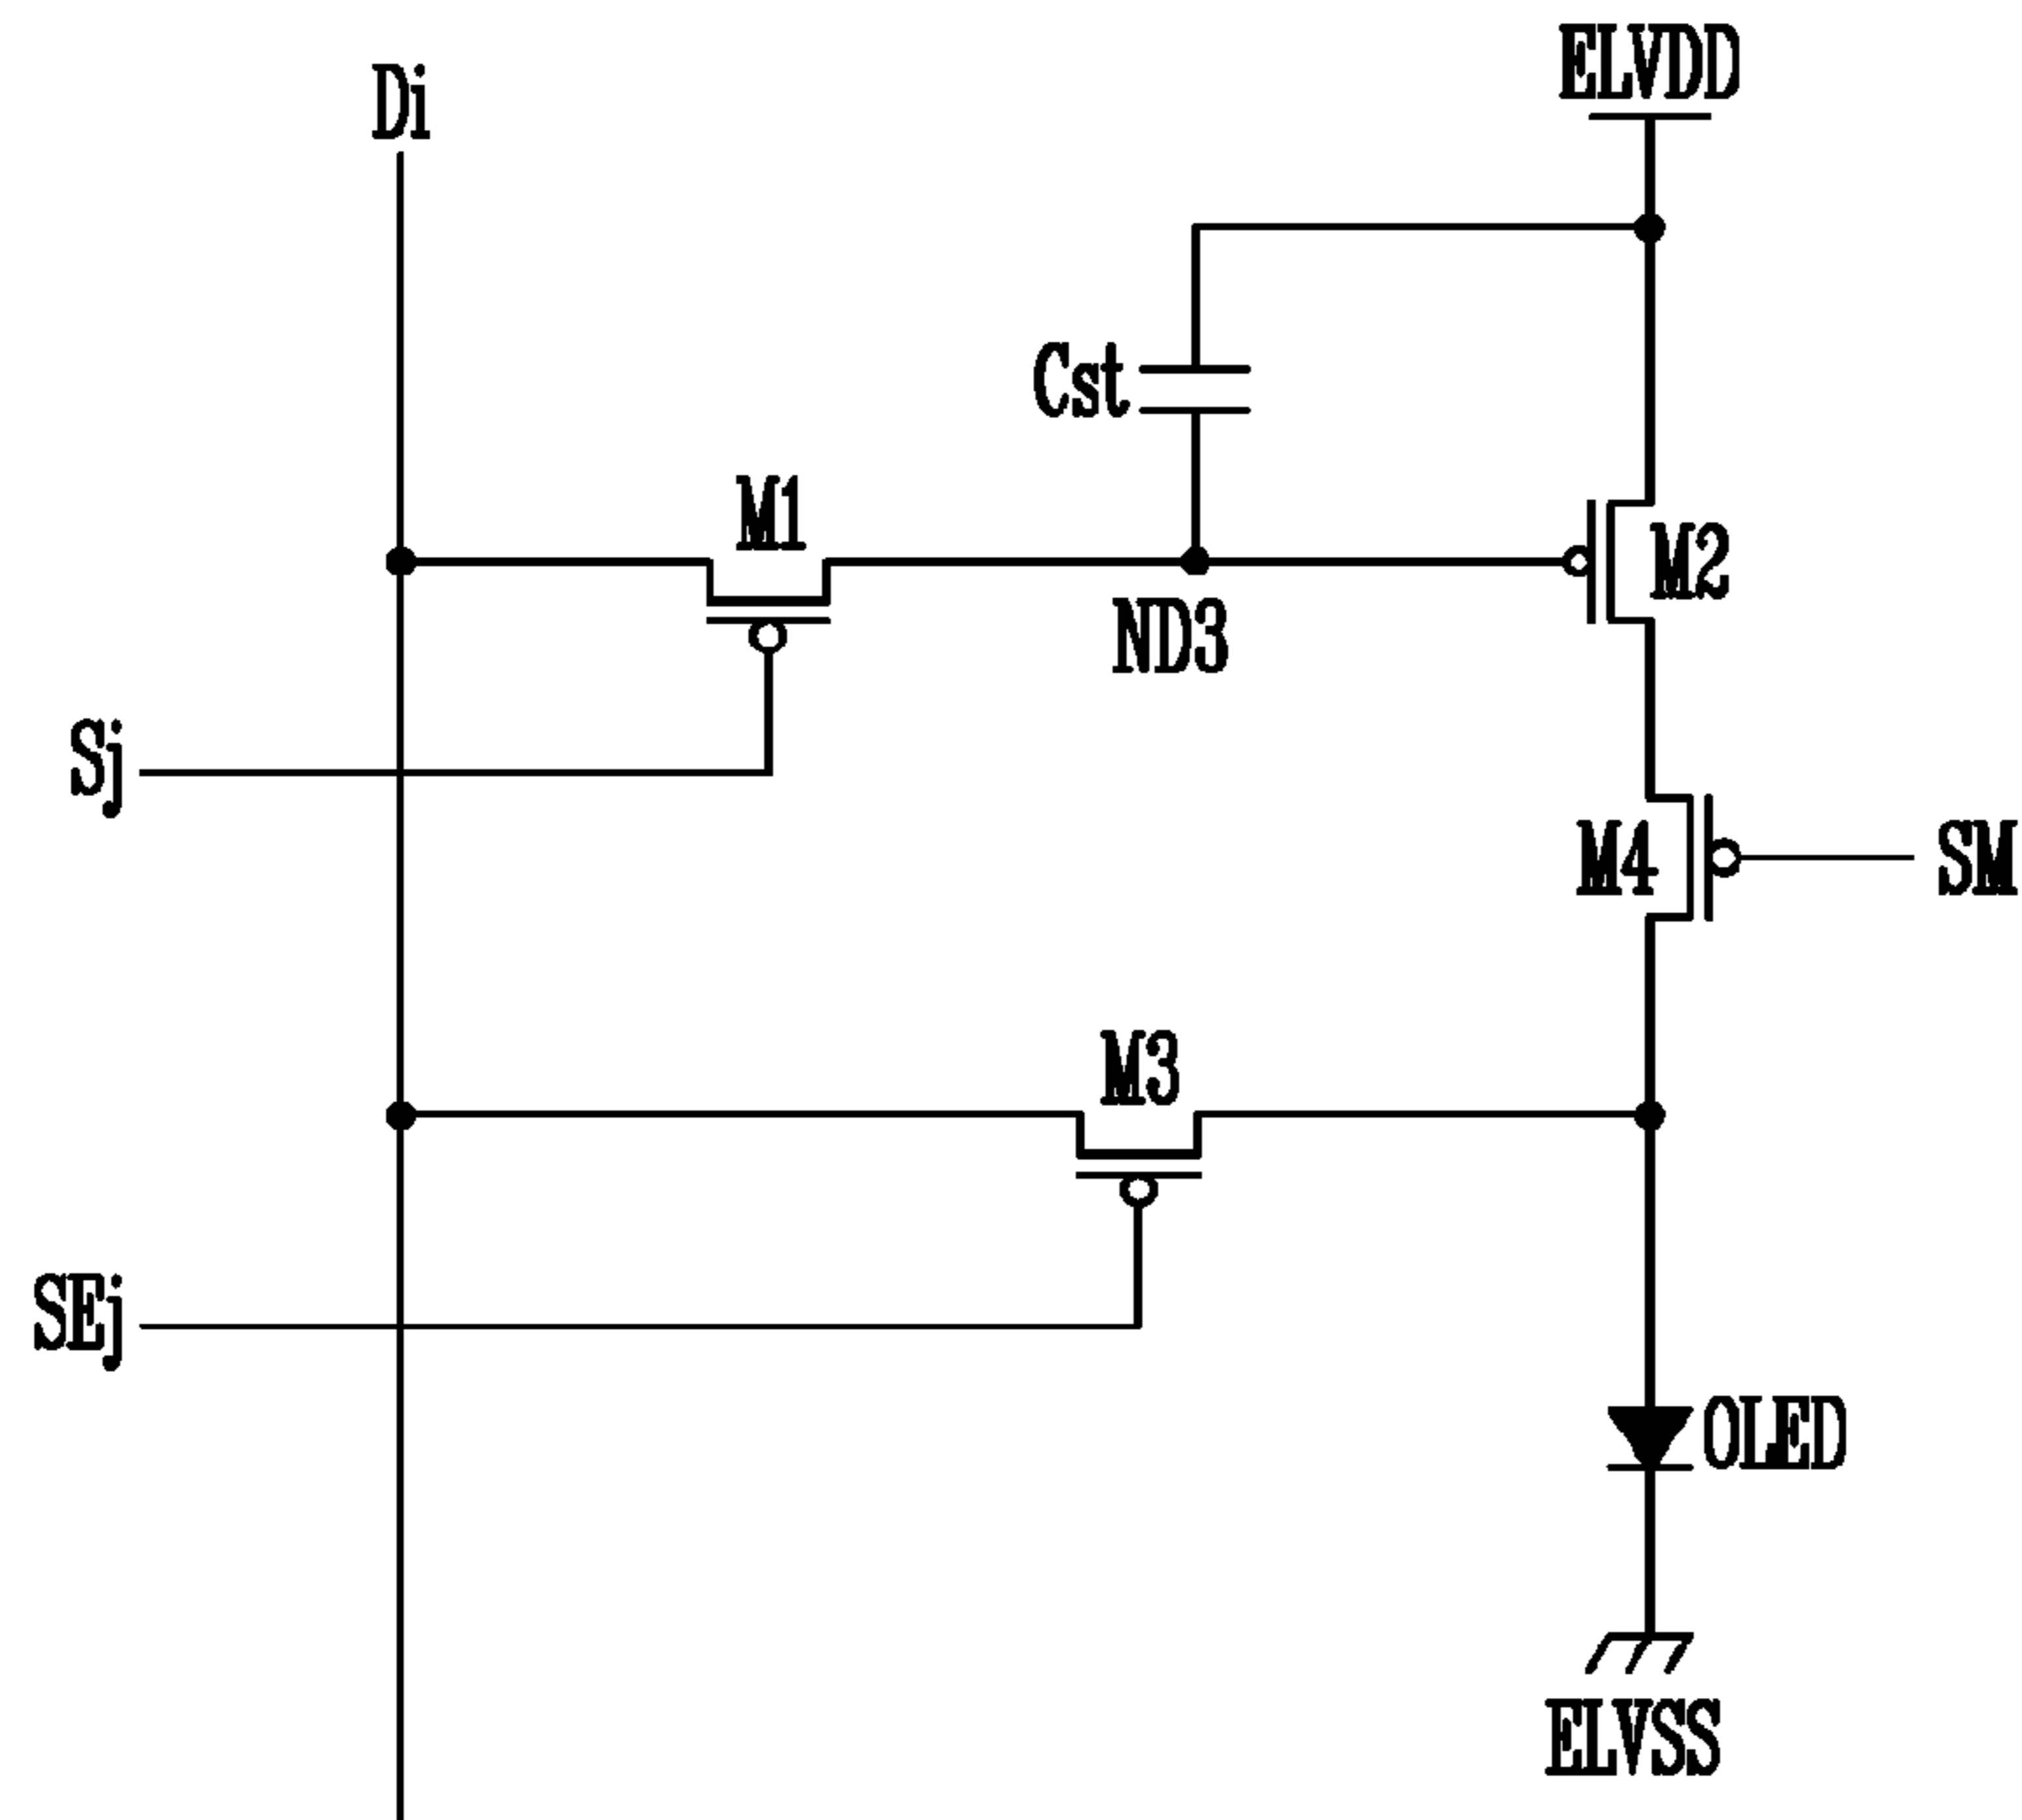 ELVDD
Di
Cst
M1
M2
ND3
Sj
M4
SM
M3
SEj
OLED
ELVSS